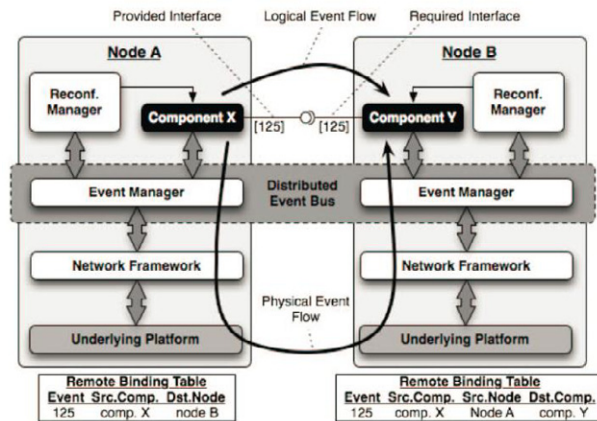 Provided Interface
Logical Event Flow
Required Interface
Node A
Node B
Reconf.
Manager
Component X
[125]
[125]
Component Y
Reconf.
Manager
Event Manager
Distributed
Event Bus
Event Manager
Network Framework
Network Framework
Physical Event
Flow
Underlying Platform
Underlying Platform
Remote Binding Table
Event Src.Comp. Dst.Node
125 comp. X node B
Remote Binding Table
Event Src.Comp. Src.Node Dst.Comp.
125 comp. X Node A comp. Y